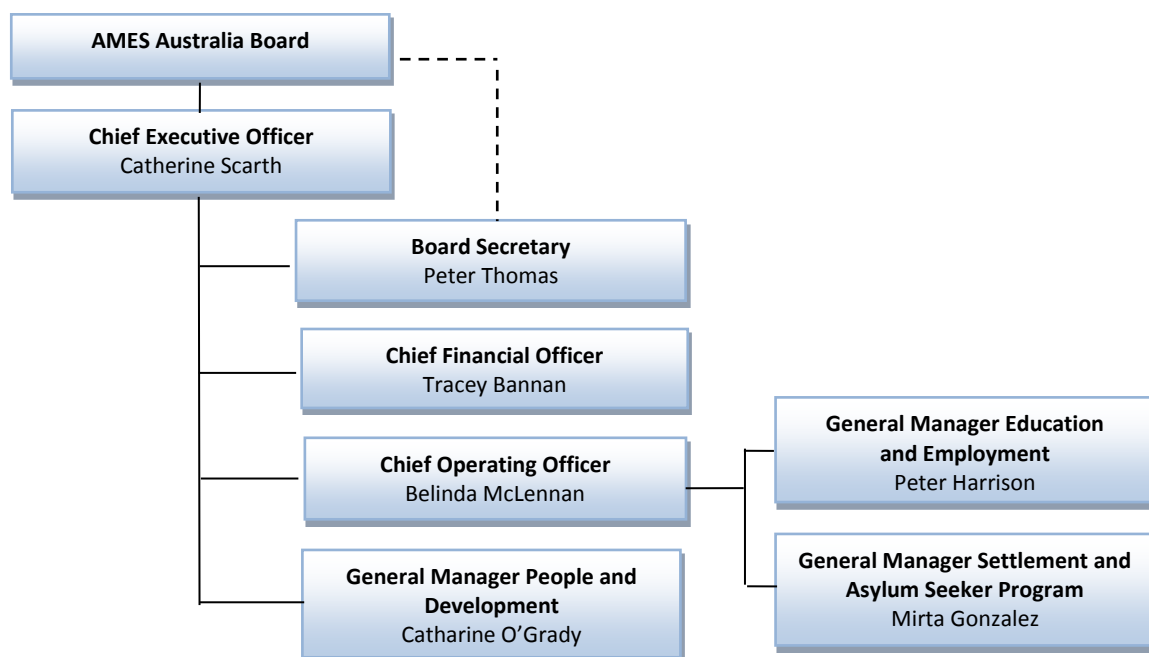 AMES Australia Board
Chief Executive Officer
Catherine Scarth
Board Secretary
Peter Thomas
Chief Financial Officer
Tracey Bannan
Chief Operating Officer
Belinda McLennan
General Manager People and
Development
Catharine O’Grady
General Manager Education
and Employment
Peter Harrison
General Manager Settlement and
Asylum Seeker Program
Mirta Gonzalez